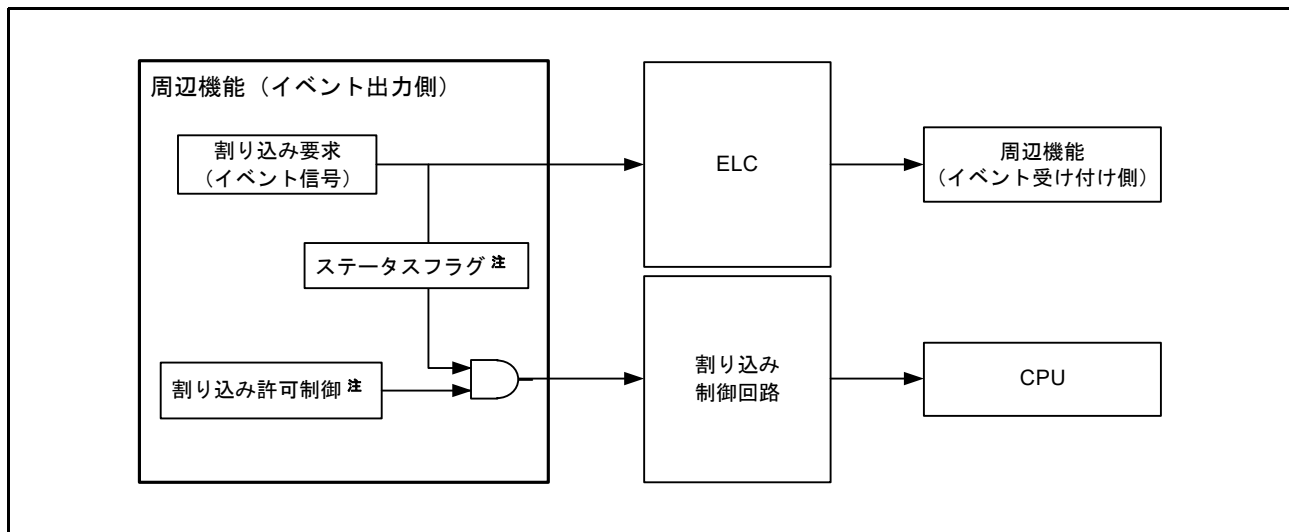 周辺機能（イベント出力側）
割り込み要求
（イベント信号）
ELC
周辺機能
（イベント受け付け側）
ステータスフラグ 注
割り込み許可制御 注
割り込み
制御回路
CPU